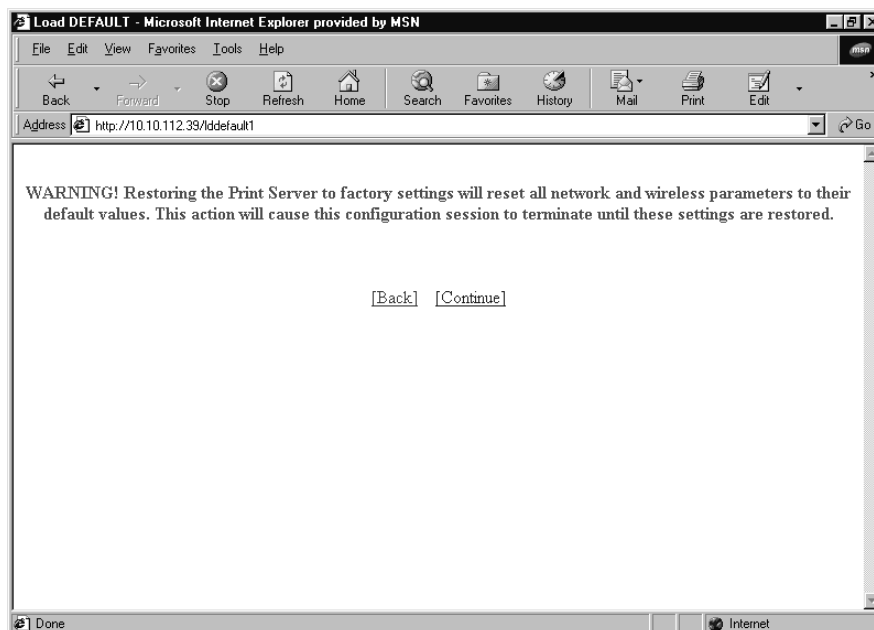 Load DEFAULT - Microsoft Internet Explorer provided by MSN
File Edit View Favorites Tools Help
msn
Back Forward Stop Refresh Home Search Favorites History Mail Print Edit
Address http://10.10.112.39/lddefault1 Go
WARNING! Restoring the Print Server to factory settings will reset all network and wireless parameters to their
default values. This action will cause this configuration session to terminate until these settings are restored.
[Back] [Continue]
Done Internet